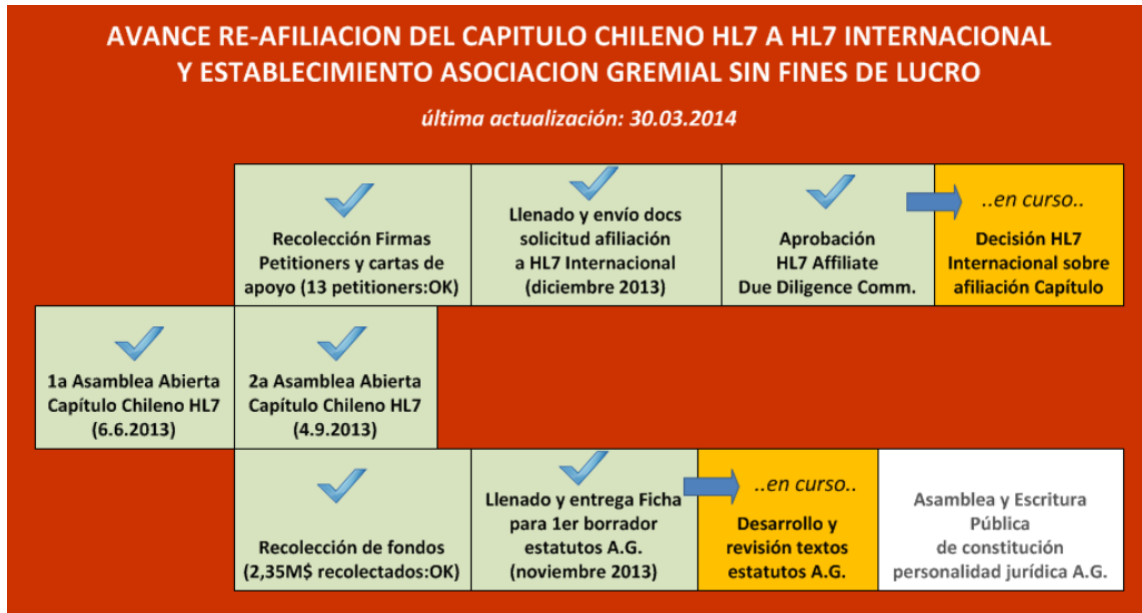 AVANCE RE-AFILIACION DEL CAPITULO CHILENO HL7 A HL7 INTERNACIONAL
Y ESTABLECIMIENTO ASOCIACION GREMIAL SIN FINES DE LUCRO
última actualización: 30.03.2014
Recolección Firmas
Petitioners y cartas de
apoyo (13 petitioners:OK)
Llenado y envío docs
solicitud afiliación
a HL7 Internacional
(diciembre 2013)
Aprobación
HL7 Affiliate
Due Diligence Comm.
..en curso..
Decisión HL7
Internacional sobre
afiliación Capítulo
1a Asamblea Abierta
Capítulo Chileno HL7
(6.6.2013)
2a Asamblea Abierta
Capítulo Chileno HL7
(4.9.2013)
Recolección de fondos
(2,35M$ recolectados:OK)
Llenado y entrega Ficha
para 1er borrador
estatutos A.G.
(noviembre 2013)
..en curso..
Desarrollo y
revisión textos
estatutos A.G.
Asamblea y Escritura
Pública
de constitución
personalidad jurídica A.G.